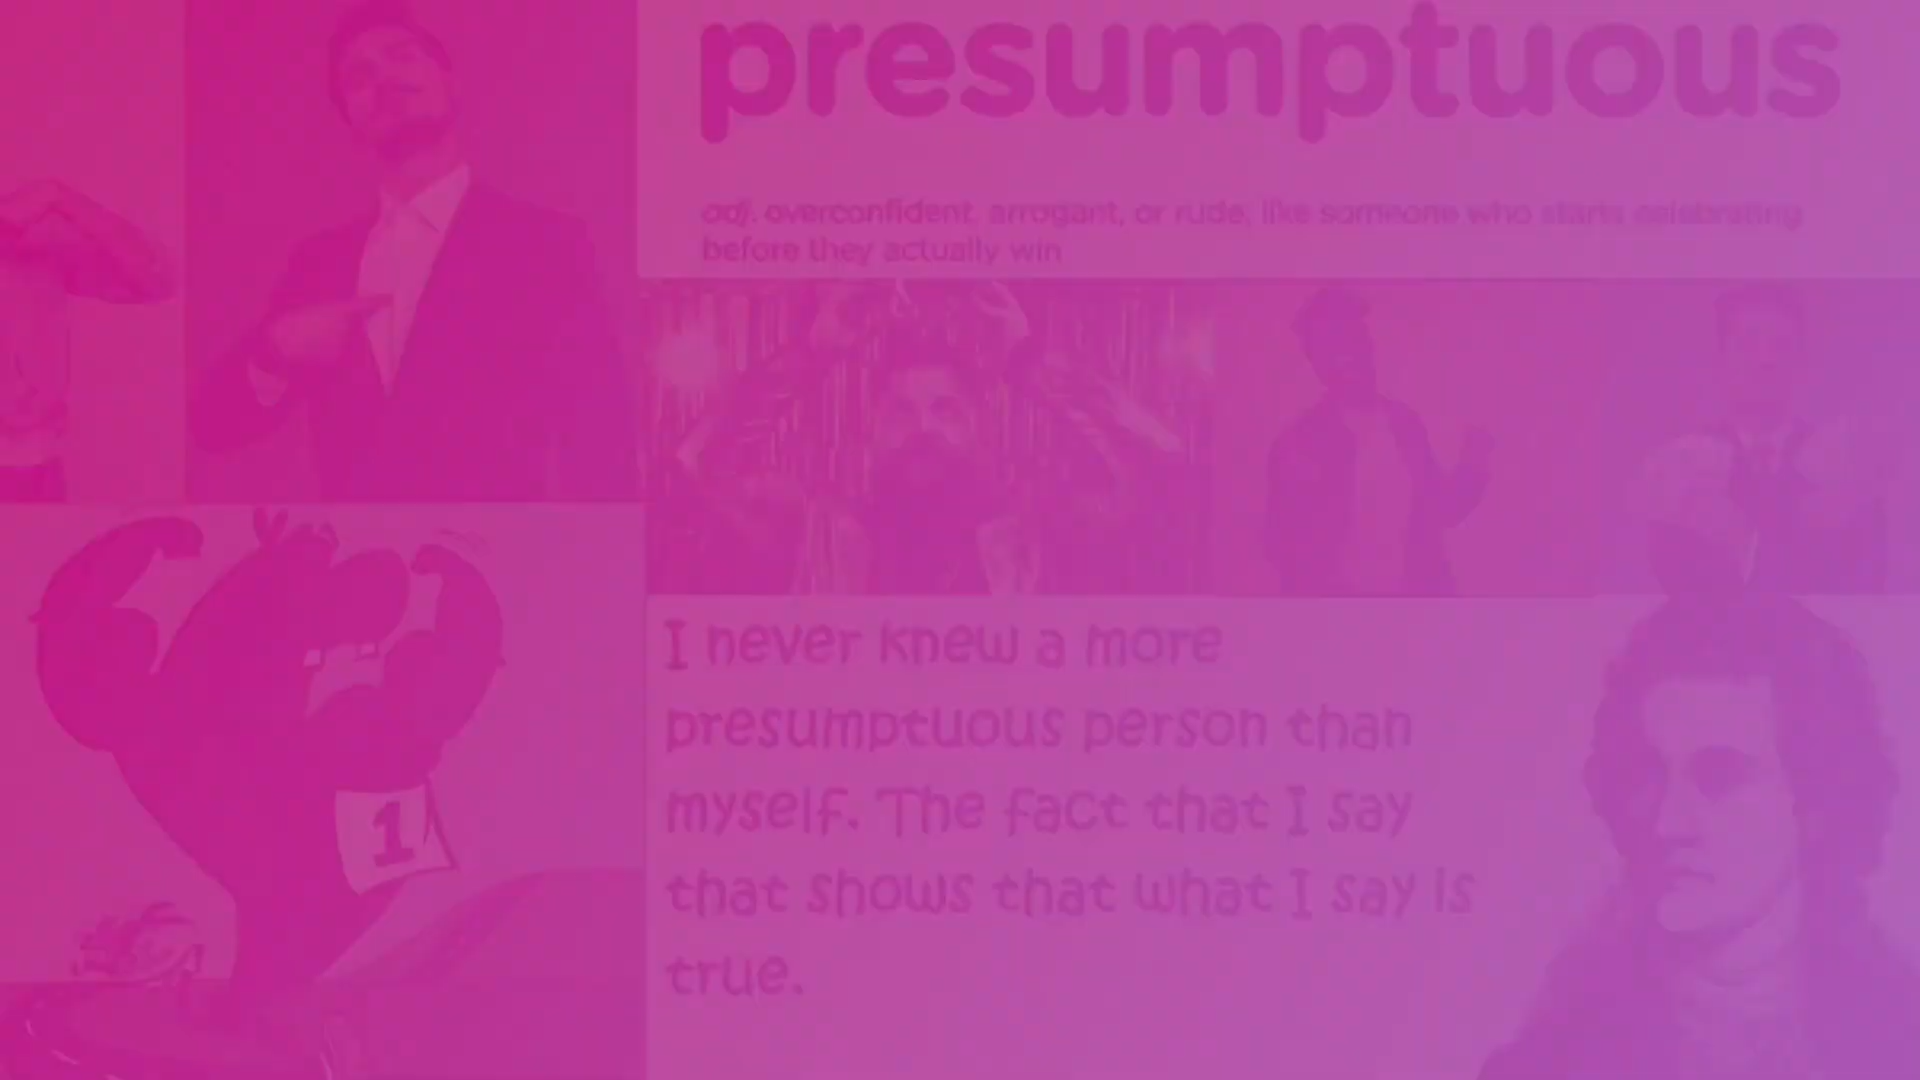 presumptuous
adj. overconfident, arrogant, or rude, like someone who starts celebrating
before they actually win
I never knew a more
presumptuous person than
myself. The fact that I say
that shows that what I say is
true.
1